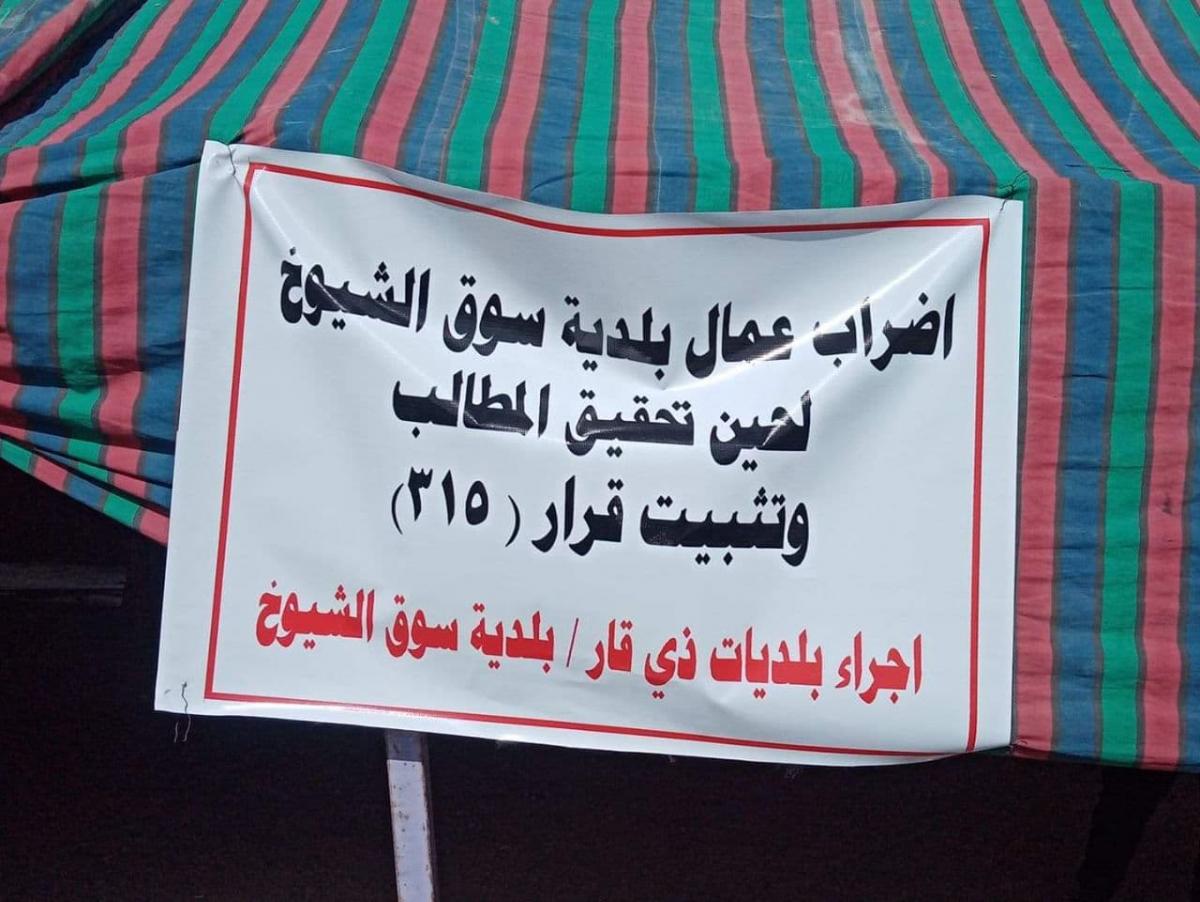 اضراب عمال بلدية سوق الشيوخ
لحين تحقيق المطالب
وتثبيت قرار (٣١٥)
اجراء بلديات ذي قار / بلدية سوق الشيوخ